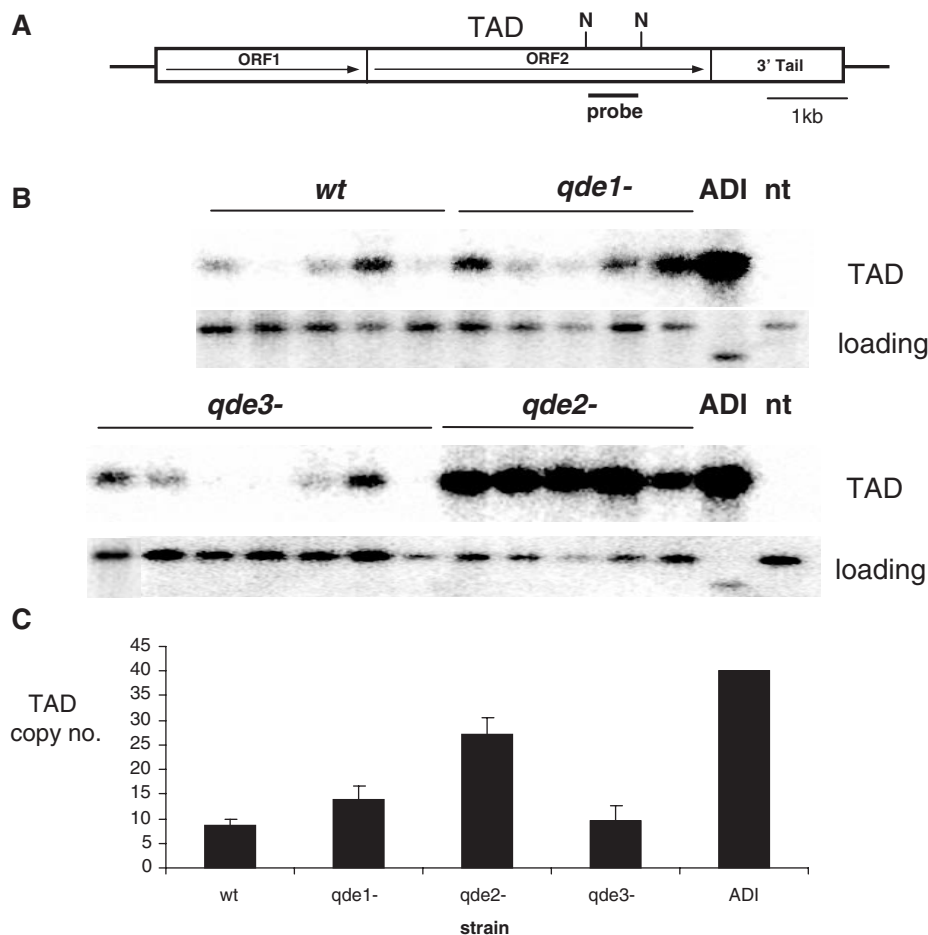 A
TAD
N N
ORF1 ORF2 3' Tail
probe
1kb
B
wt qde1- ADI nt
TAD
loading
qde3- qde2- ADI nt
TAD
loading
C
TAD
copy no.
45
40
35
30
25
20
15
10
5
0
wt qde1- qde2- qde3- ADI
strain